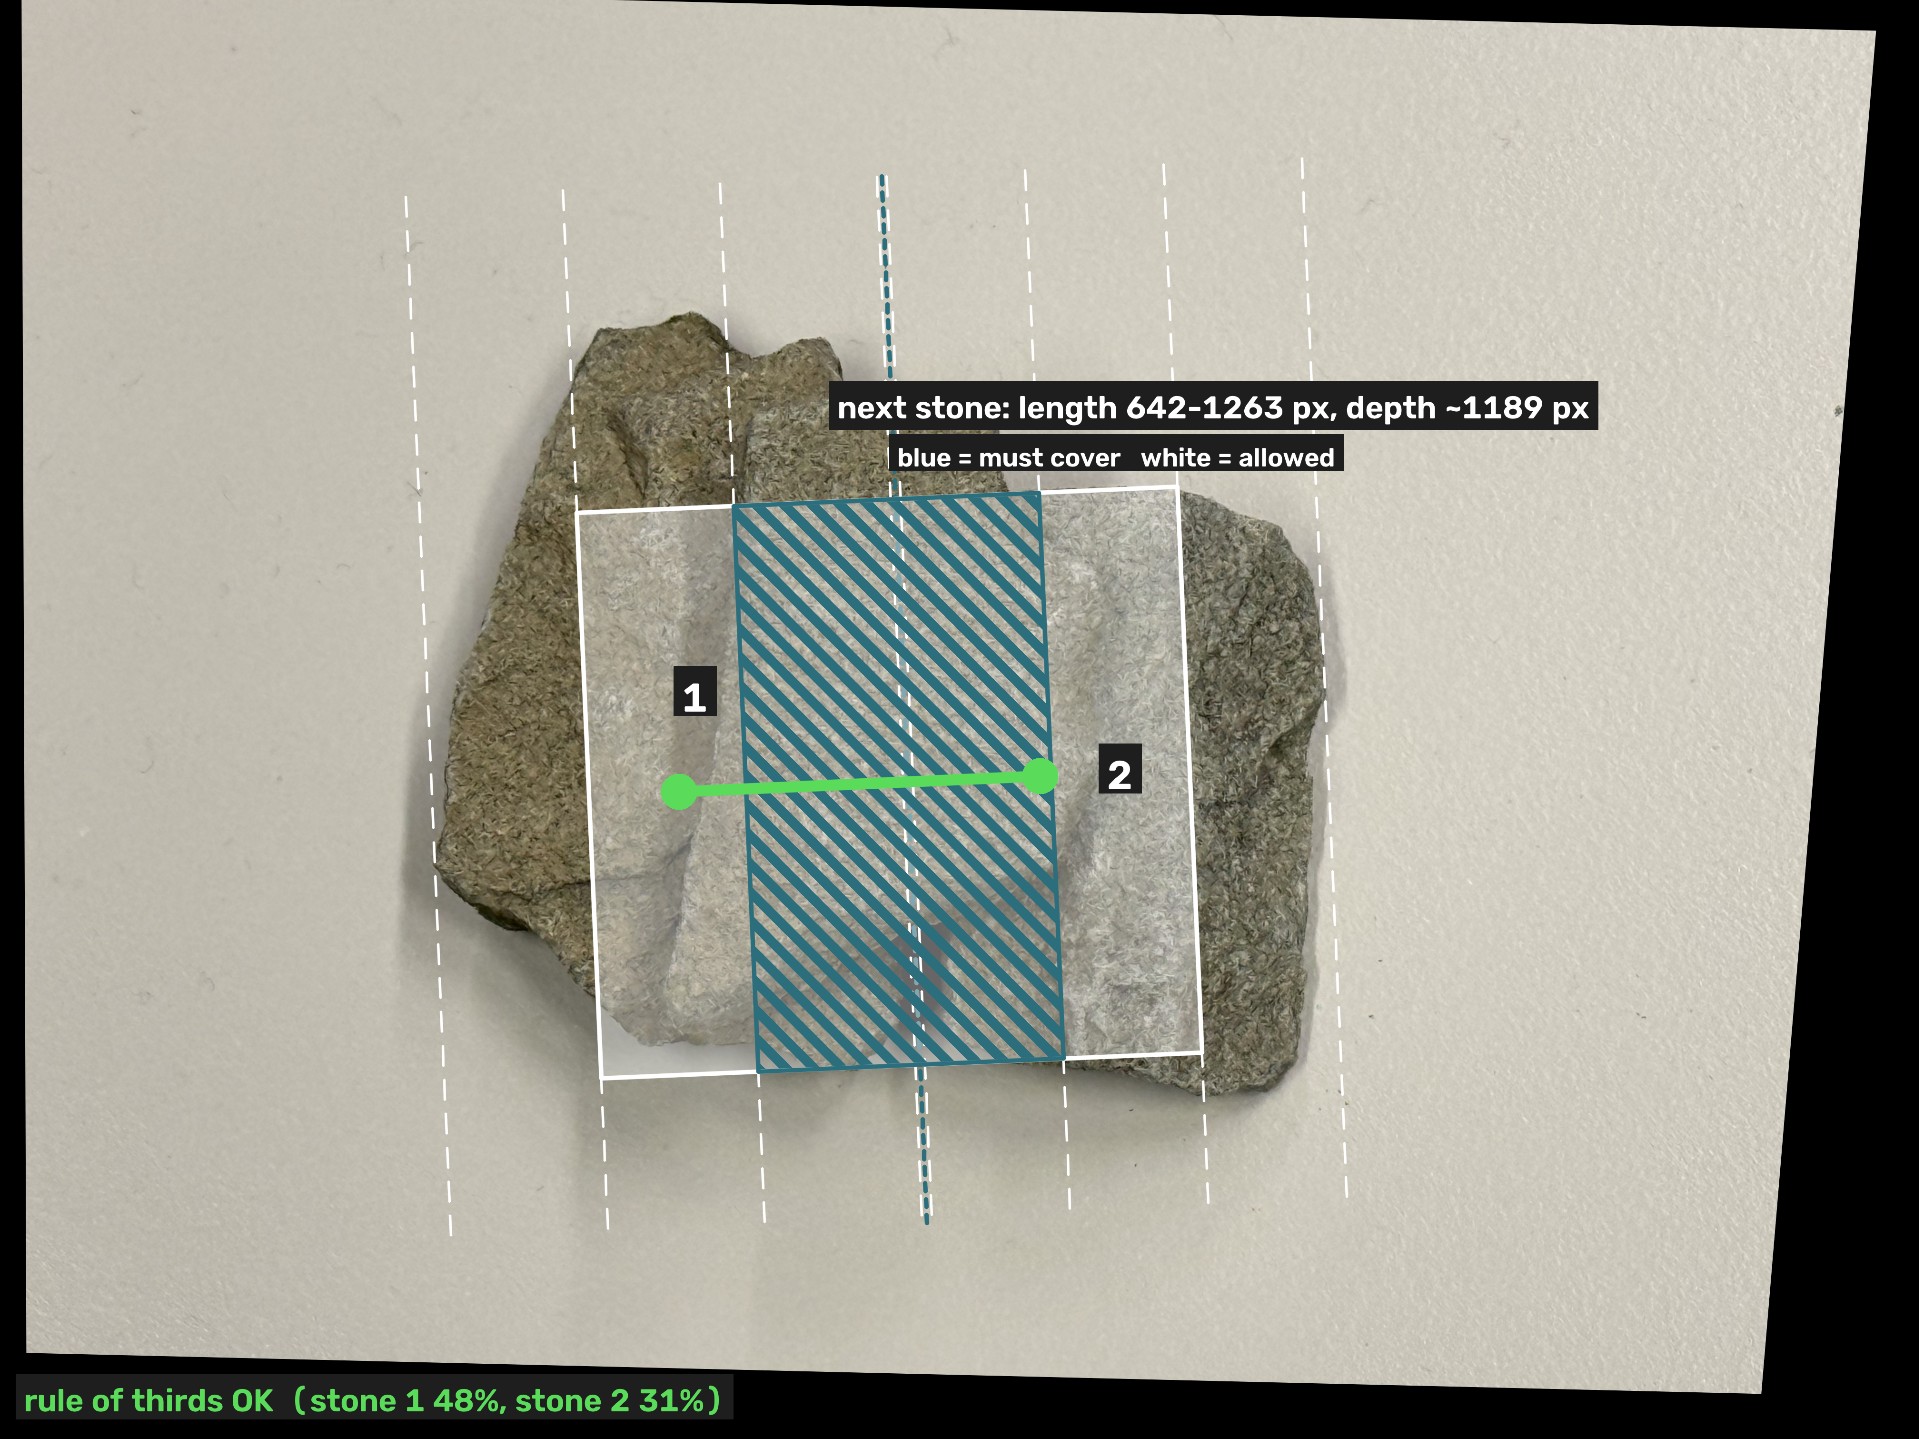 next stone: length 642-1263 px, depth ~1189 px
blue = must cover white = allowed
1
2
rule of thirds OK (stone 1 48%, stone 2 31%)